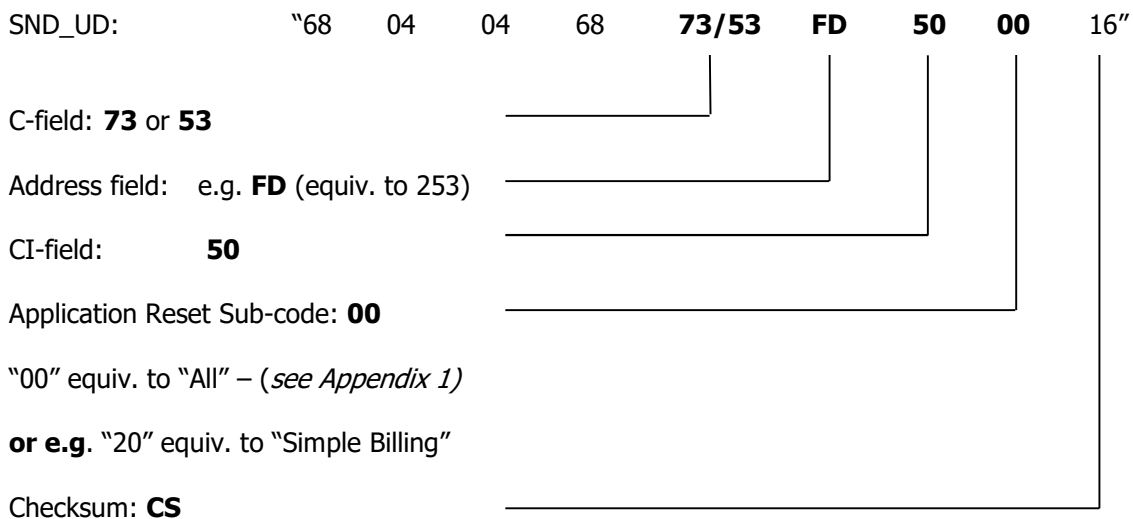 SND_UD: “68 04 04 68 73/53 FD 50 00 16”
C-field: 73 or 53
Address field: e.g. FD (equiv. to 253)
CI-field: 50
Application Reset Sub-code: 00
“00” equiv. to “All” – (see Appendix 1)
or e.g. “20” equiv. to “Simple Billing”
Checksum: CS